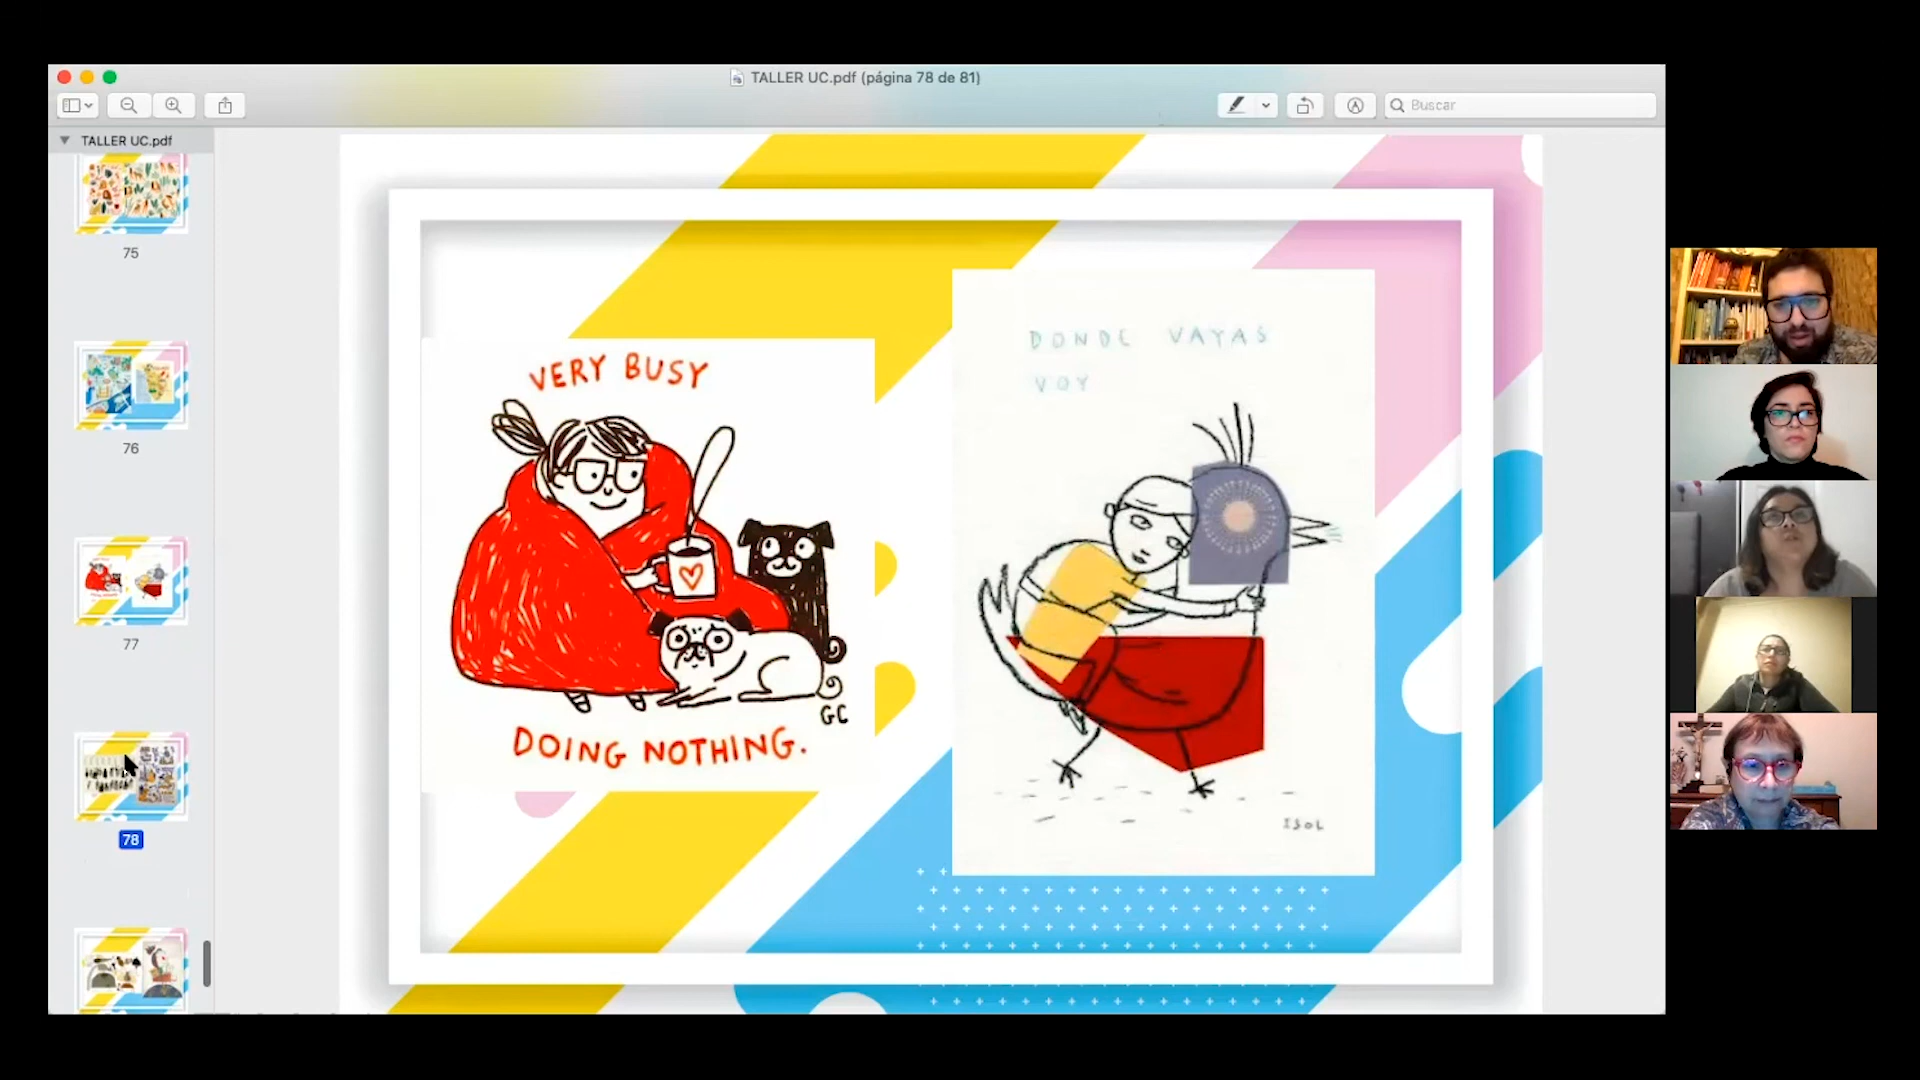 TALLER UC.pdf (página 78 de 81)
Buscar
TALLER UC.pdf
75
76
77
78
VERY BUSY
DOING NOTHING.
GC
DONDE VAYAS
VOY
ISOL